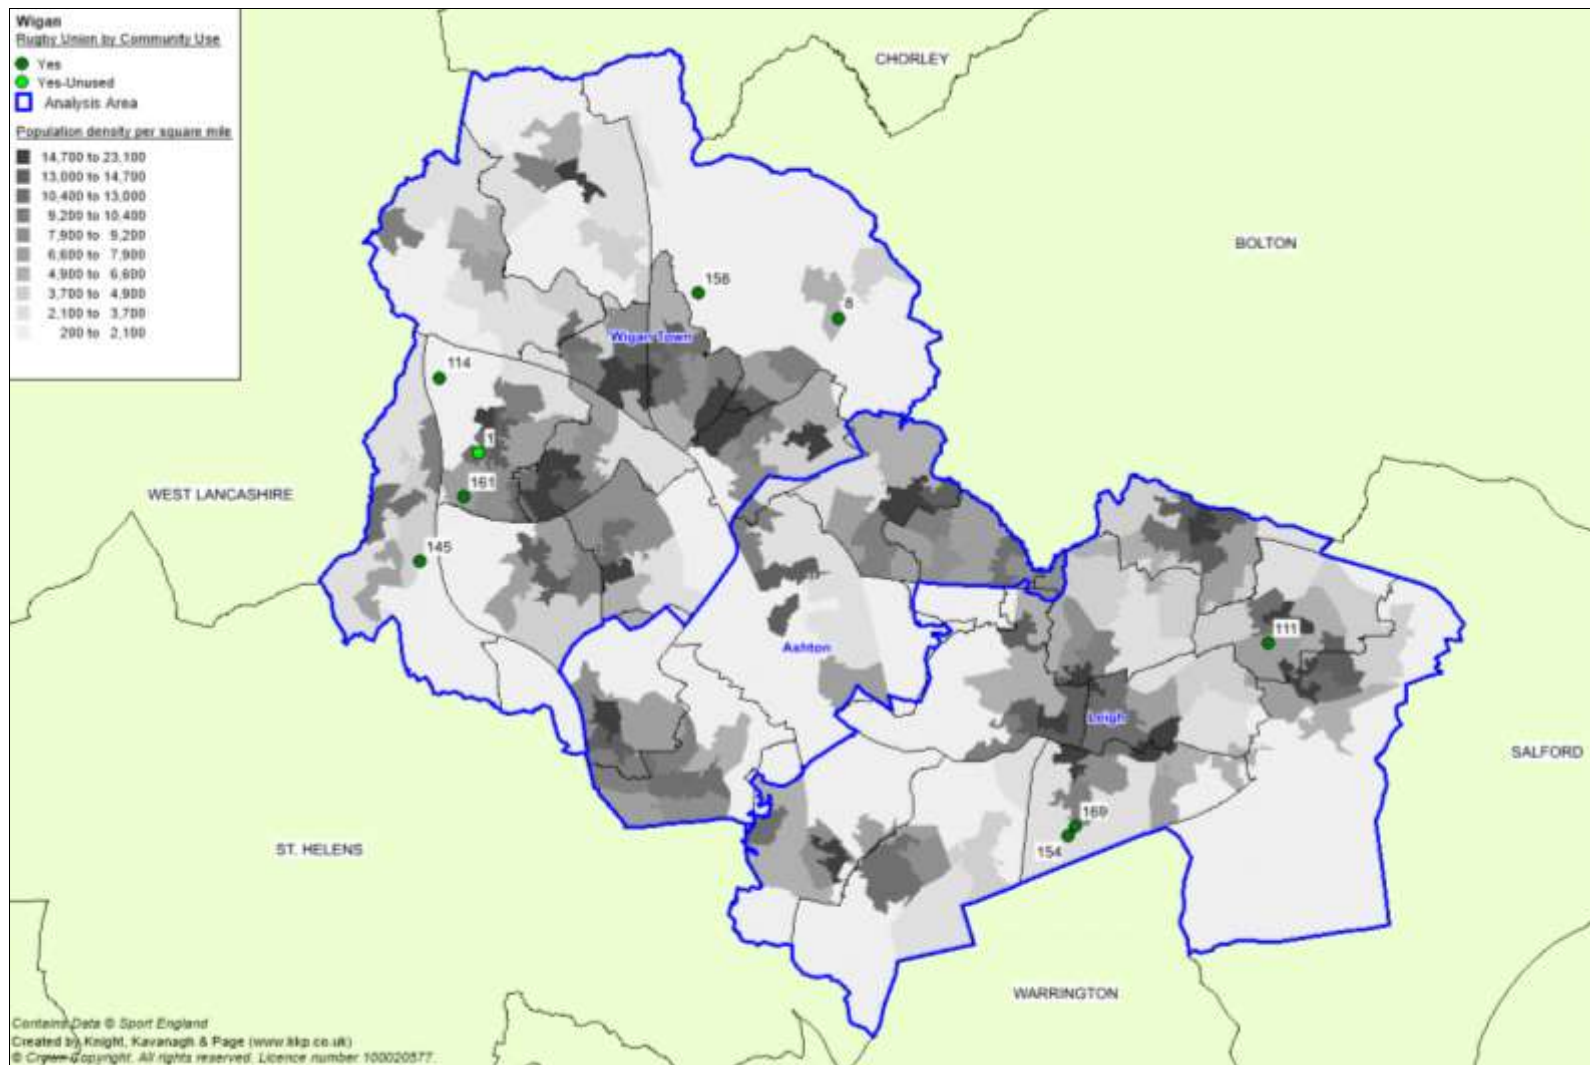 Wigan
Rugby Union by Community Use
Yes
Yes-Unused
Analysis Area
Population density per square mile
14,700 to 23,100
13,000 to 14,700
10,400 to 13,000
9,200 to 10,400
7,900 to 9,200
6,600 to 7,900
4,900 to 6,600
3,700 to 4,900
2,100 to 3,700
200 to 2,100
CHORLEY
BOLTON
158
8
Wigan Town
114
1
161
WEST LANCASHIRE
145
111
Ashton
Leigh
SALFORD
169
154
ST. HELENS
WARRINGTON
Contains Data © Sport England
Created by Knight, Kavanagh & Page (www.kkp.co.uk)
© Crown Copyright. All rights reserved. Licence number 100020577.